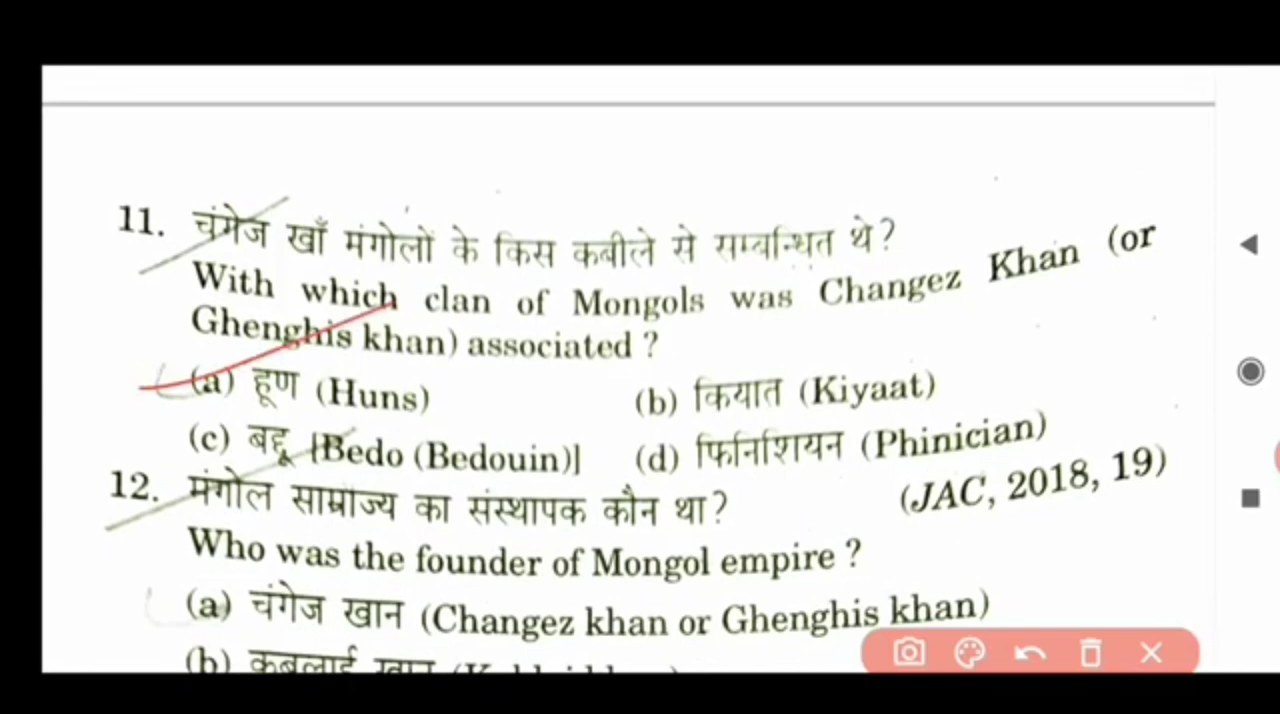 11. चंगेज खाँ मंगोलों के किस कबीले से सम्बन्धित थे?
With which clan of Mongols was Changez Khan (or
Ghenghis khan) associated ?
(a) हूण (Huns) (b) कियात (Kiyaat)
(c) बद्दू [Bedo (Bedouin)] (d) फिनिशियन (Phinician)
12. मंगोल साम्राज्य का संस्थापक कौन था? (JAC, 2018, 19)
Who was the founder of Mongol empire ?
(a) चंगेज खान (Changez khan or Ghenghis khan)
(b)